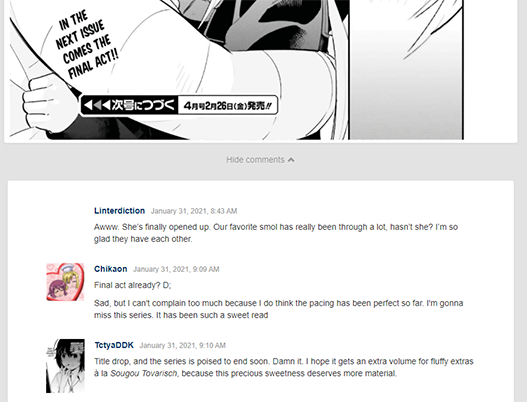 IN THE
NEXT ISSUE
COMES THE
FINAL ACT!!
次号につづく 4月号2月26日(金)発売!!
Hide comments
Linterdiction January 31, 2021, 8:43 AM
Awww. She's finally opened up. Our favorite smol has really been through a lot, hasn't she? I'm so
glad they have each other.
Chikaon January 31, 2021, 9:09 AM
Final act already? D;
Sad, but I can't complain too much because I do think the pacing has been perfect so far. I'm gonna
miss this series. It has been such a sweet read
TctyaDDK January 31, 2021, 9:10 AM
Title drop, and the series is poised to end soon. Damn it. I hope it gets an extra volume for fluffy extras
à la Sougou Tovarisch, because this precious sweetness deserves more material.